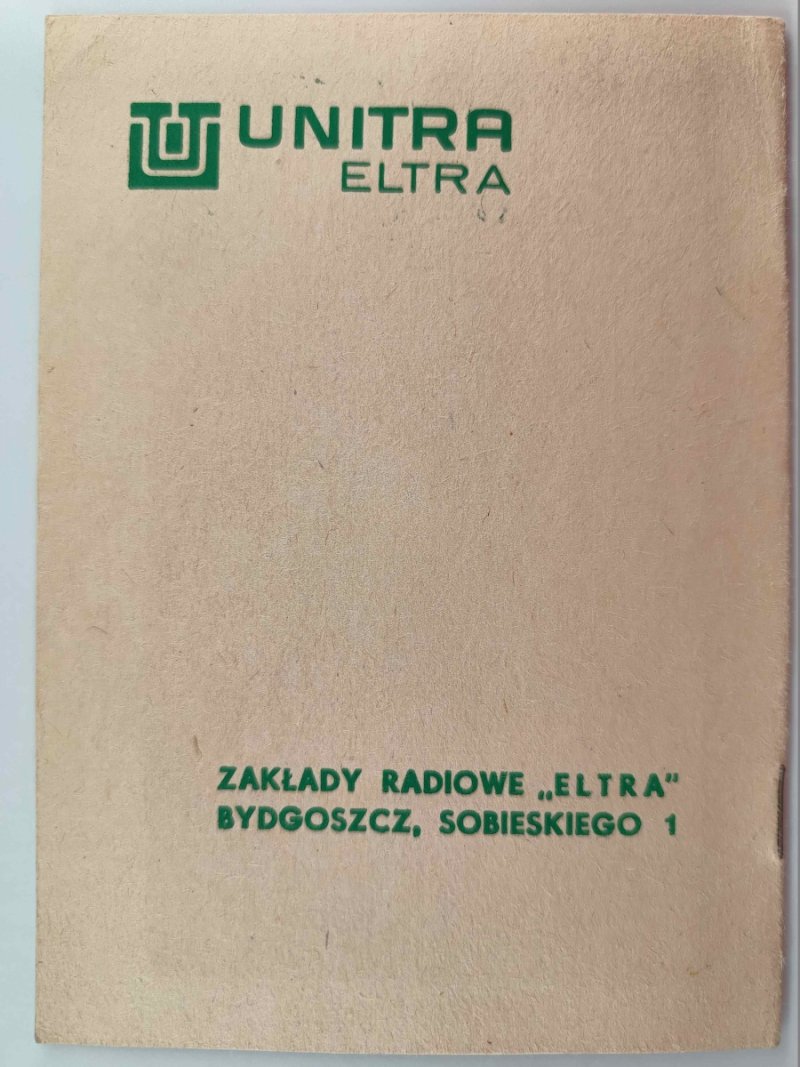 UNITRA
ELTRA
ZAKŁADY RADIOWE „ELTRA”
BYDGOSZCZ, SOBIESKIEGO 1